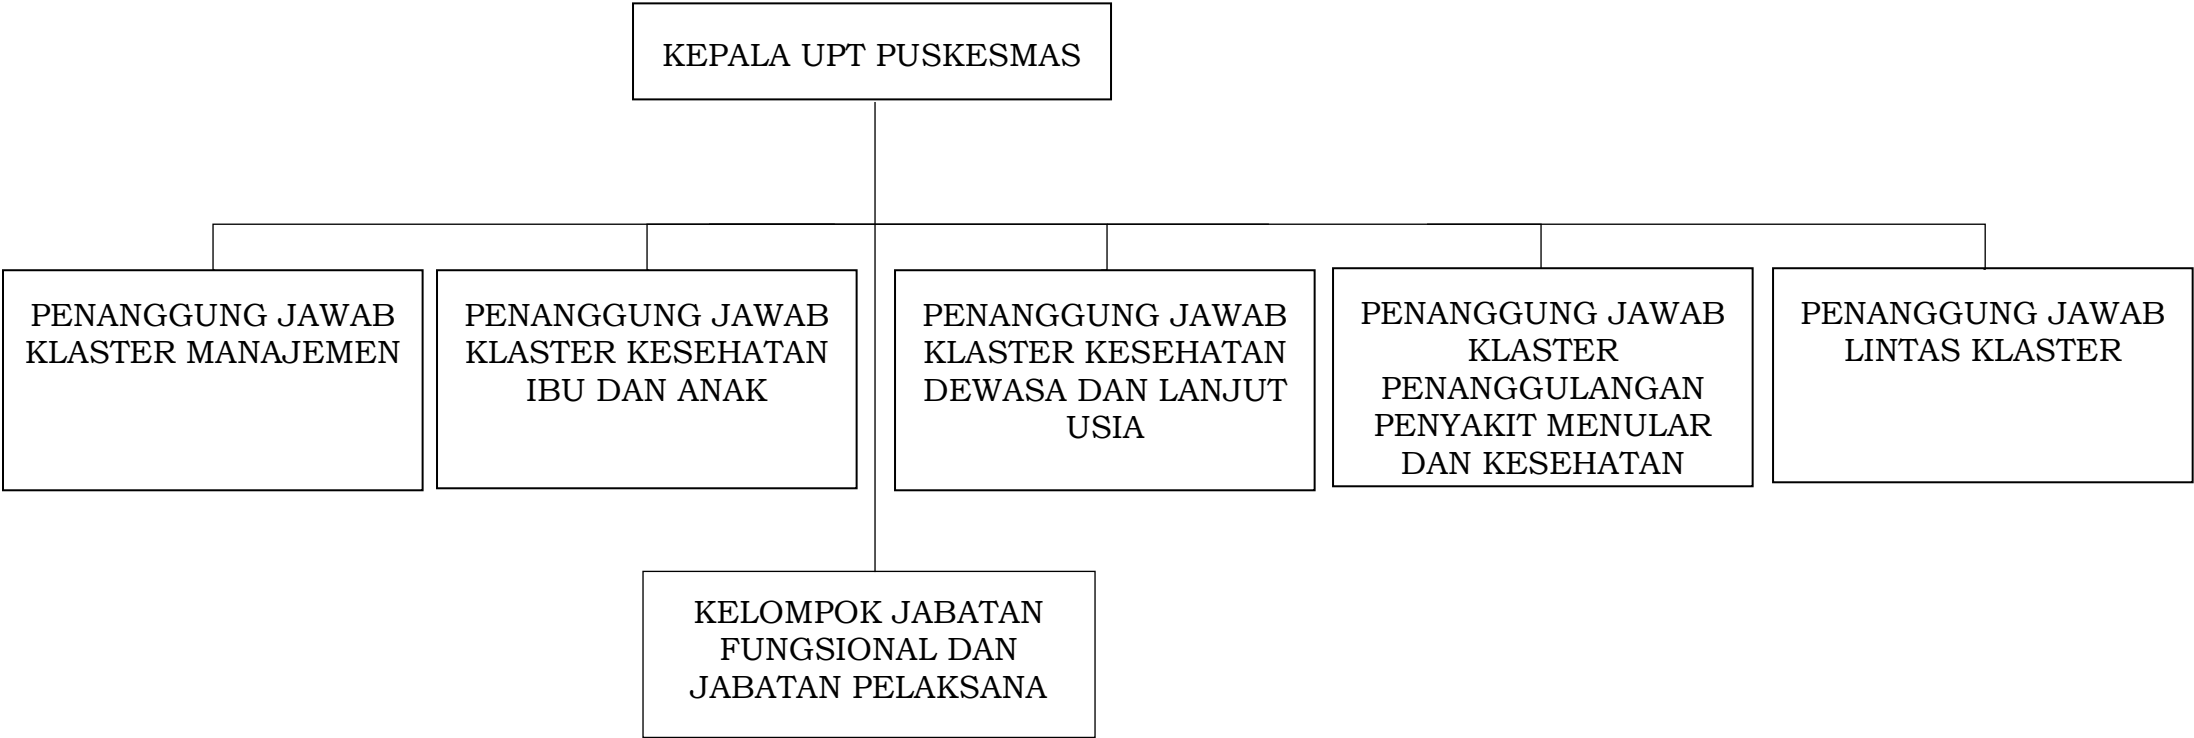 KEPALA UPT PUSKESMAS
PENANGGUNG JAWAB
KLASTER MANAJEMEN
PENANGGUNG JAWAB
KLASTER KESEHATAN
IBU DAN ANAK
PENANGGUNG JAWAB
KLASTER KESEHATAN
DEWASA DAN LANJUT
USIA
PENANGGUNG JAWAB
KLASTER
PENANGGULANGAN
PENYAKIT MENULAR
DAN KESEHATAN
PENANGGUNG JAWAB
LINTAS KLASTER
KELOMPOK JABATAN
FUNGSIONAL DAN
JABATAN PELAKSANA